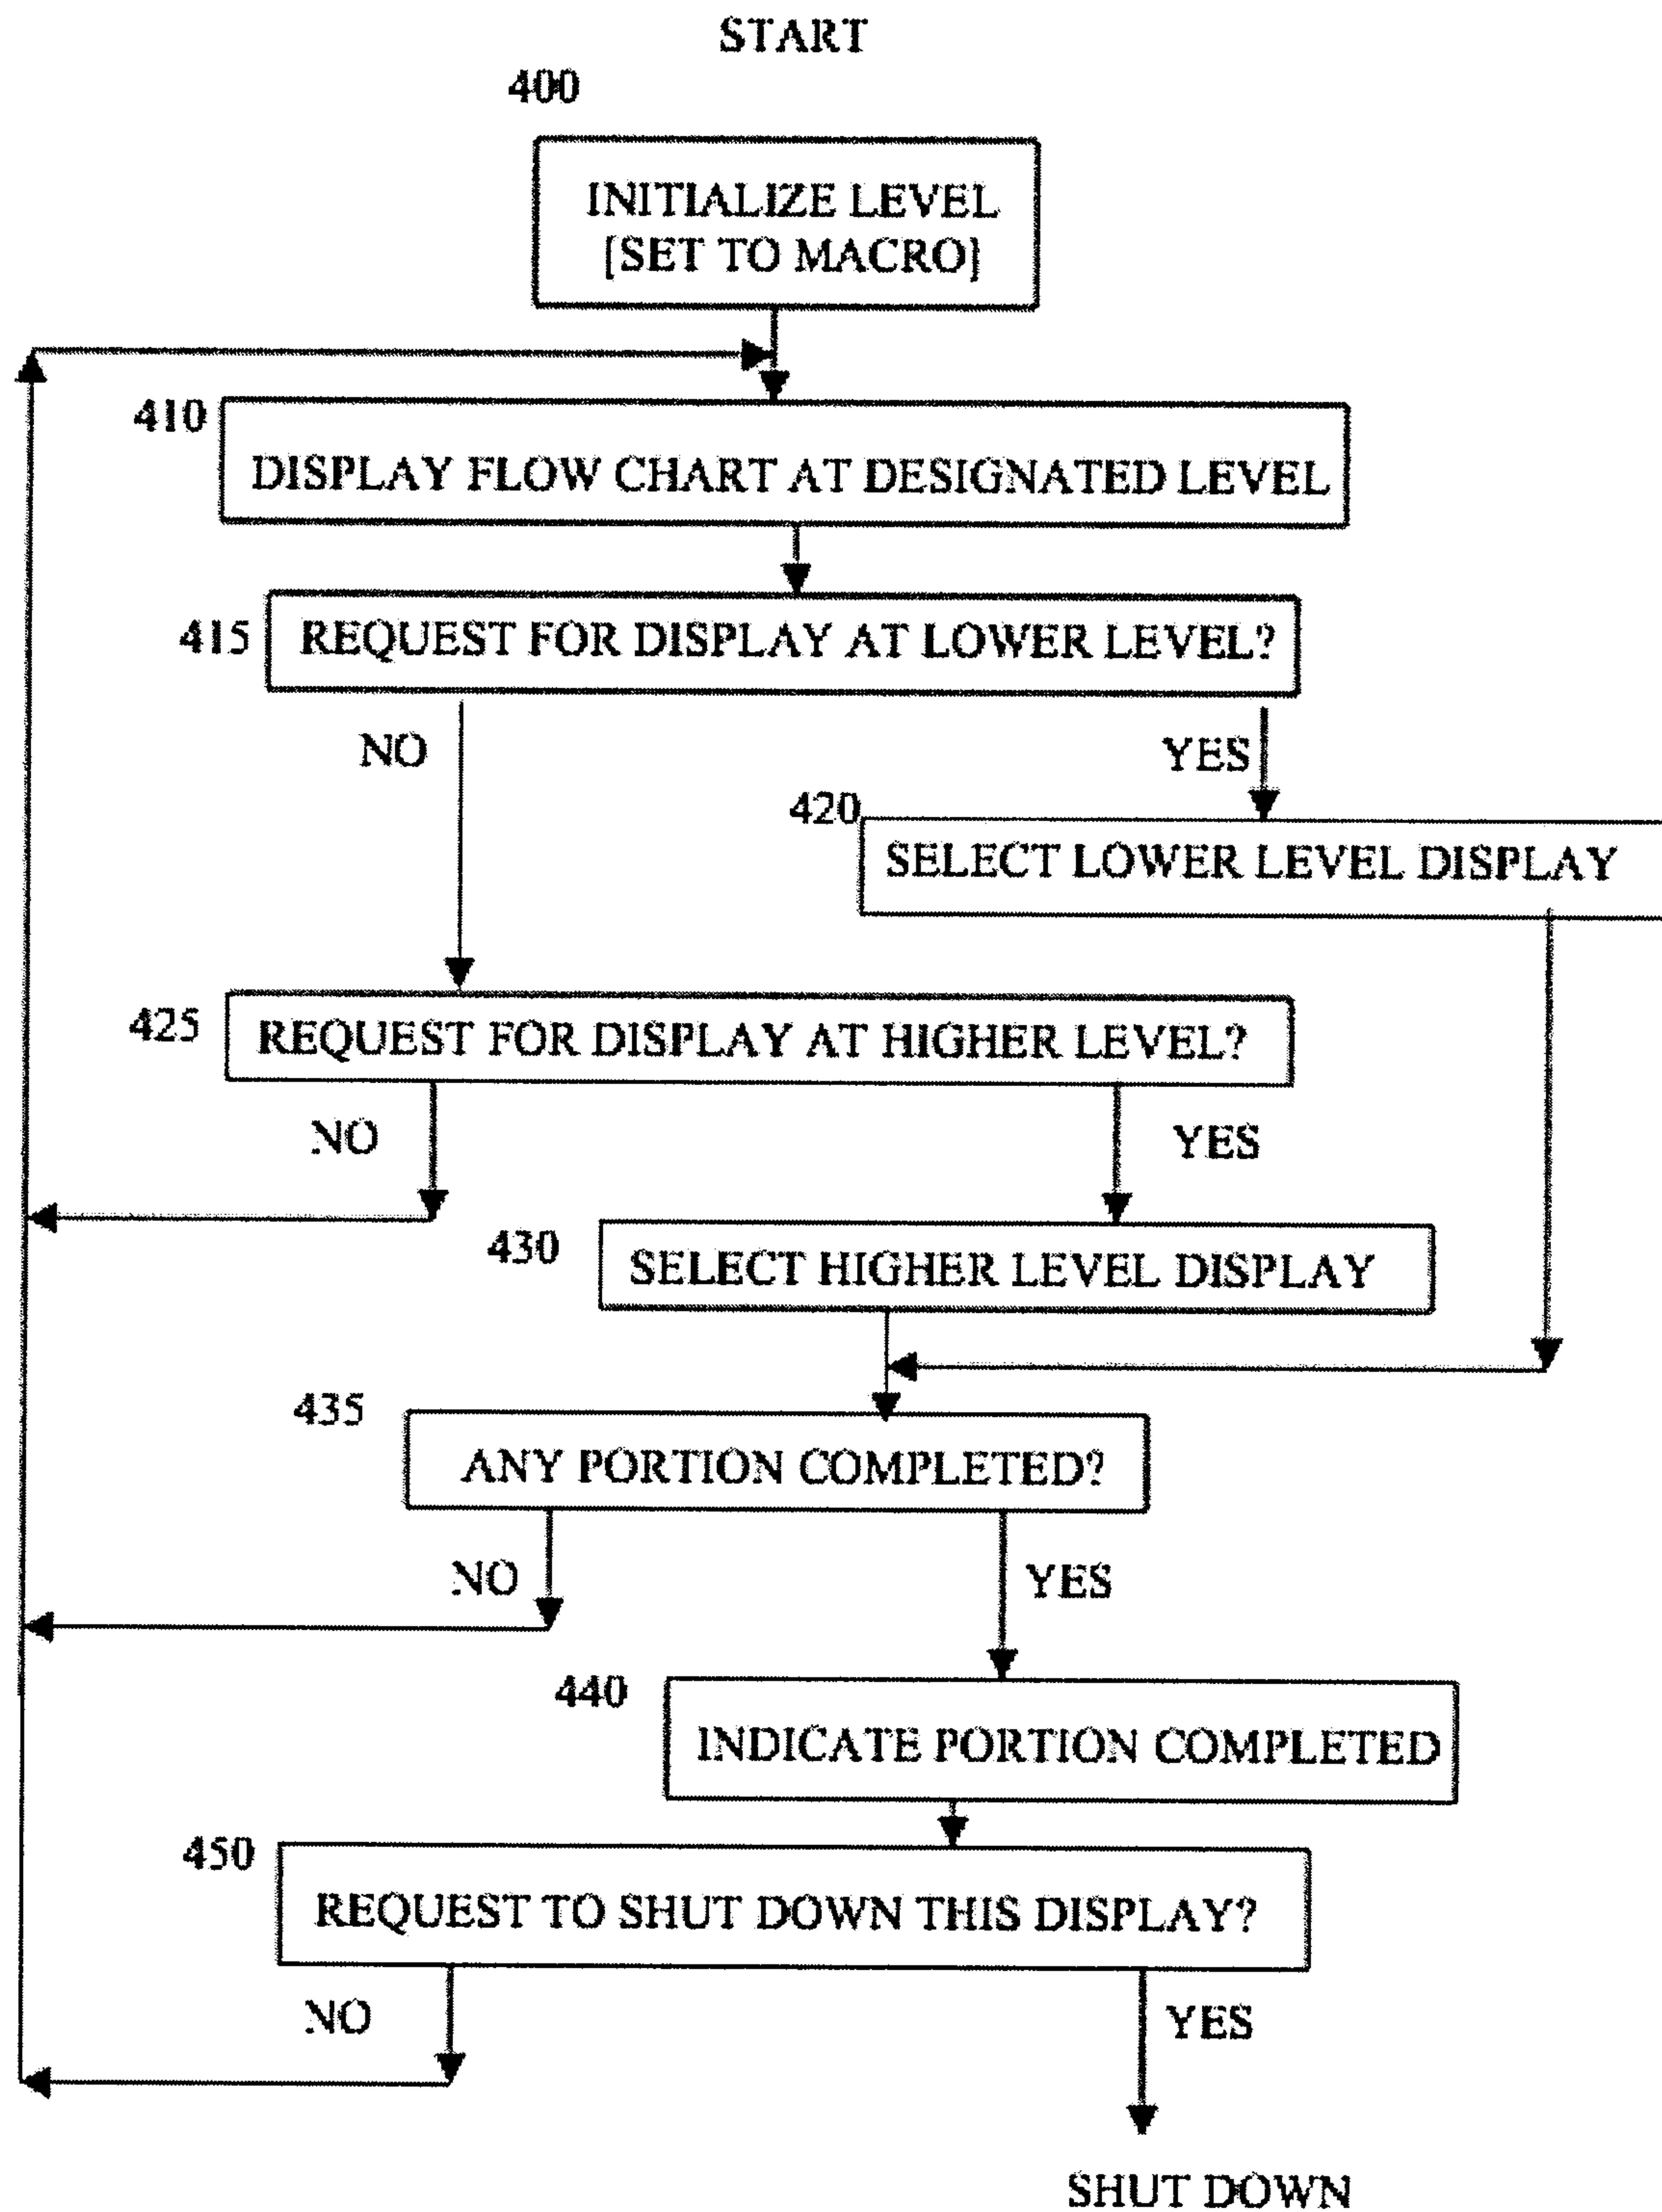 START
400
INITIALIZE LEVEL
[SET TO MACRO]
410
DISPLAY FLOW CHART AT DESIGNATED LEVEL
415
REQUEST FOR DISPLAY AT LOWER LEVEL?
NO
YES
420
SELECT LOWER LEVEL DISPLAY
425
REQUEST FOR DISPLAY AT HIGHER LEVEL?
NO
YES
430
SELECT HIGHER LEVEL DISPLAY
435
ANY PORTION COMPLETED?
NO
YES
440
INDICATE PORTION COMPLETED
450
REQUEST TO SHUT DOWN THIS DISPLAY?
NO
YES
SHUT DOWN